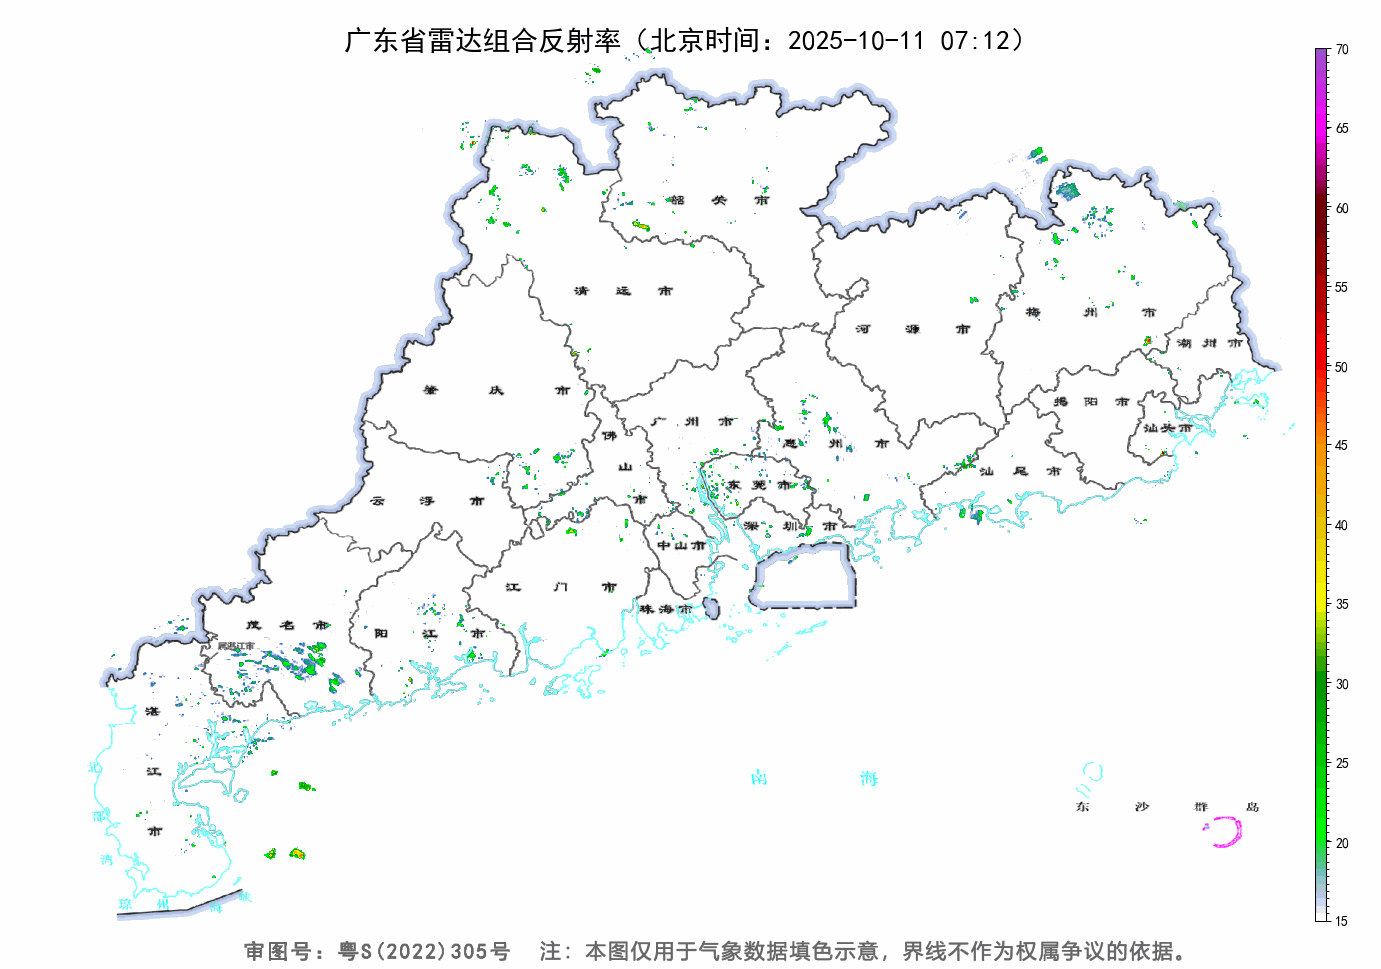 广东省雷达组合反射率（北京时间：2025-10-11 07:12）
70
65
60
55
50
45
40
35
30
25
20
15
韶关市
清远市
河源市
梅州市
潮州市
肇庆市
广州市
揭阳市
汕头市
佛山市
惠州市
汕尾市
东莞市
云浮市
深圳市
中山市
江门市
珠海市
茂名市
阳江市
属湛江市
湛江市
北部湾
南海
东沙群岛
琼州海峡
审图号：粤S(2022)305号 注：本图仅用于气象数据填色示意，界线不作为权属争议的依据。